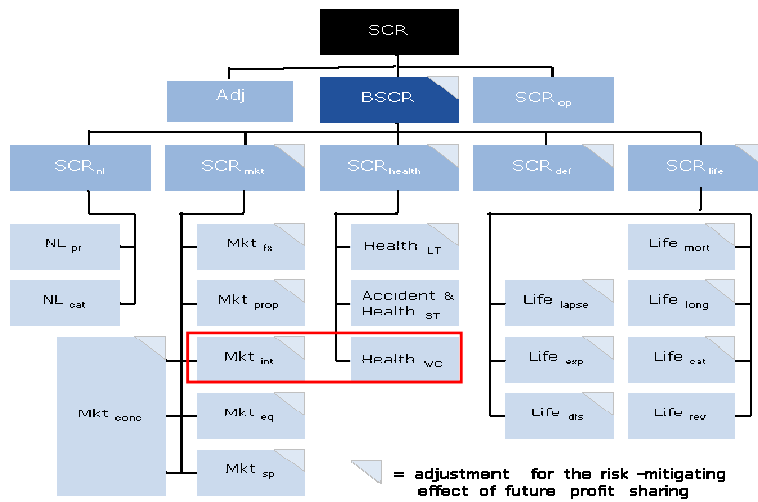 SCR
Adj
BSCR
SCR op
SCR nl
SCR mkt
SCR health
SCR def
SCR life
NL pr
Mkt fx
Health LT
Life mort
NL cat
Mkt prop
Accident &
Health ST
Life lapse
Life long
Mkt int
Health WC
Life exp
Life cat
Mkt conc
Mkt eq
Life dis
Life rev
Mkt sp
= adjustment for the risk-mitigating
effect of future profit sharing